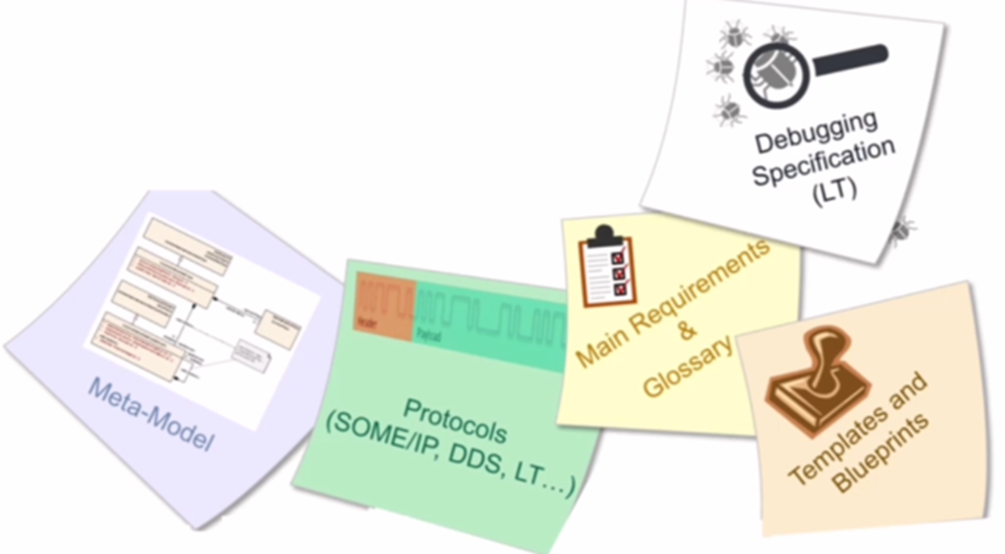 Debugging
Specification
(LT)
Main Requirements
&
Glossary
Meta-Model
Protocols
(SOME/IP, DDS, LT...)
Templates and
Blueprints